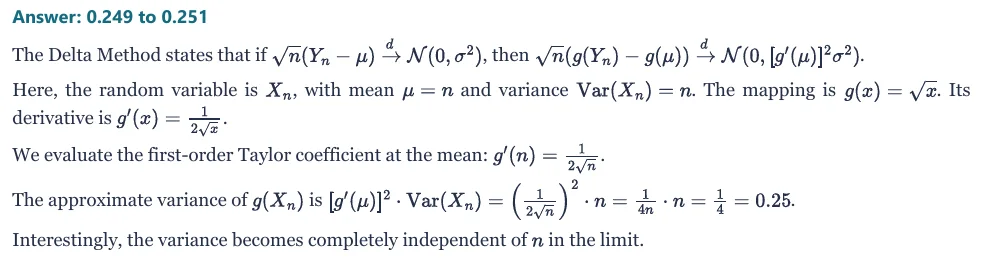 Answer: 0.249 to 0.251
The Delta Method states that if √n(Yₙ − μ) →ᵈ 𝒩(0, σ²), then √n(g(Yₙ) − g(μ)) →ᵈ 𝒩(0, [g′(μ)]²σ²).
Here, the random variable is Xₙ, with mean μ = n and variance Var(Xₙ) = n. The mapping is g(x) = √x. Its
derivative is g′(x) = 1/(2√x).
We evaluate the first-order Taylor coefficient at the mean: g′(n) = 1/(2√n).
The approximate variance of g(Xₙ) is [g′(μ)]² · Var(Xₙ) = (1/(2√n))² · n = 1/(4n) · n = 1/4 = 0.25.
Interestingly, the variance becomes completely independent of n in the limit.